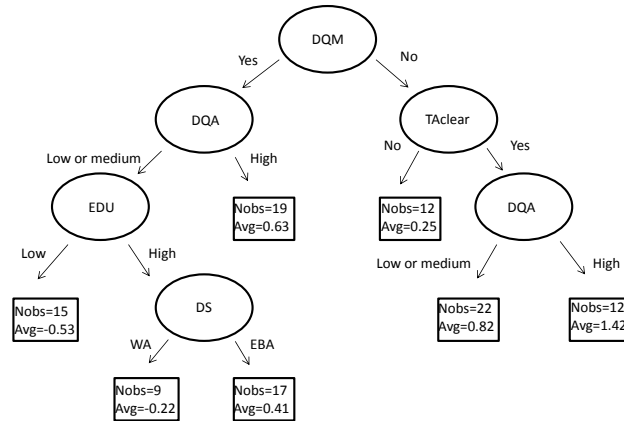 DQM
Yes
No
DQA
TAclear
Low or medium
High
No
Yes
EDU
Nobs=19
Avg=0.63
Nobs=12
Avg=0.25
DQA
Low
High
Low or medium
High
Nobs=15
Avg=-0.53
DS
Nobs=22
Avg=0.82
Nobs=12
Avg=1.42
WA
EBA
Nobs=9
Avg=-0.22
Nobs=17
Avg=0.41